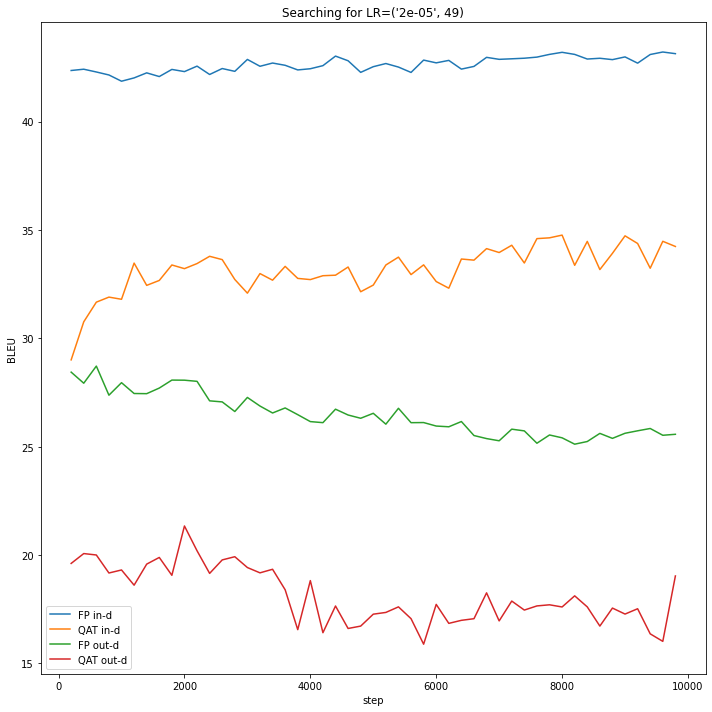 Searching for LR=('2e-05', 49)
BLEU
40
35
30
25
20
15
FP in-d
QAT in-d
FP out-d
QAT out-d
0 2000 4000 6000 8000 10000
step